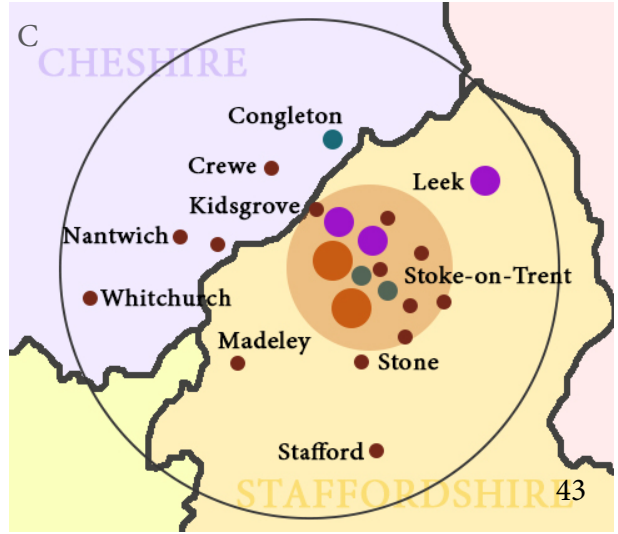 C
CHESHIRE
Congleton
Crewe
Leek
Kidsgrove
Nantwich
Stoke-on-Trent
Whitchurch
Madeley
Stone
Stafford
STAFFORDSHIRE
43